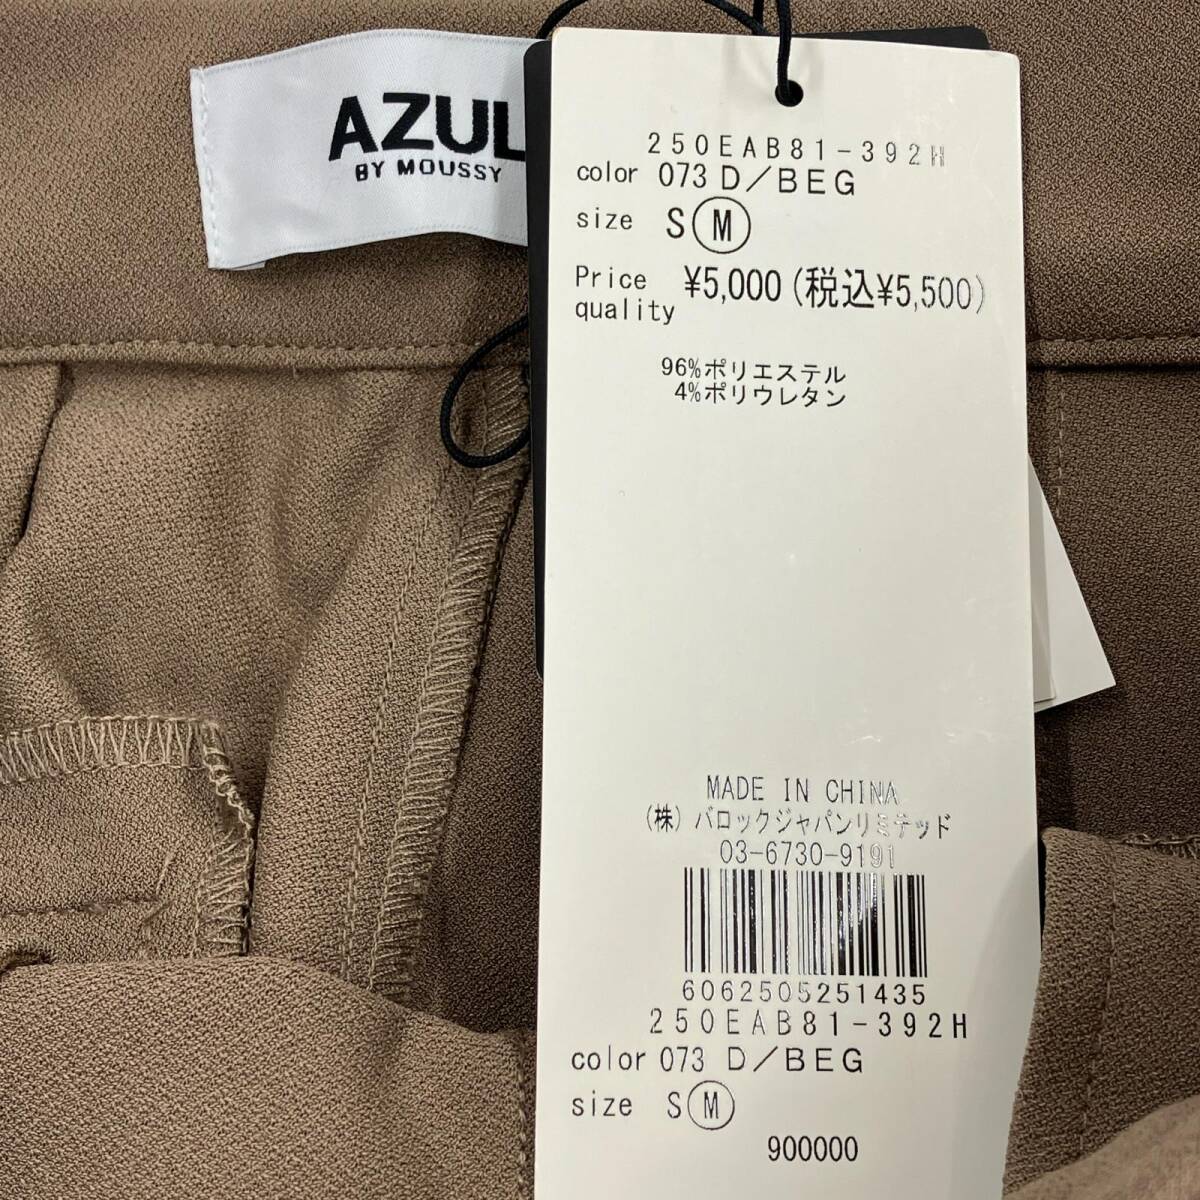 AZUL
BY MOUSSY
250EAB81-392H
color 073 D/BEG
size S M
Price ¥5,000(税込¥5,500)
quality
96%ポリエステル
4%ポリウレタン
MADE IN CHINA
(株)バロックジャパンリミテッド
03-6730-9191
6062505251435
250EAB81-392H
color 073 D/BEG
size S M
900000